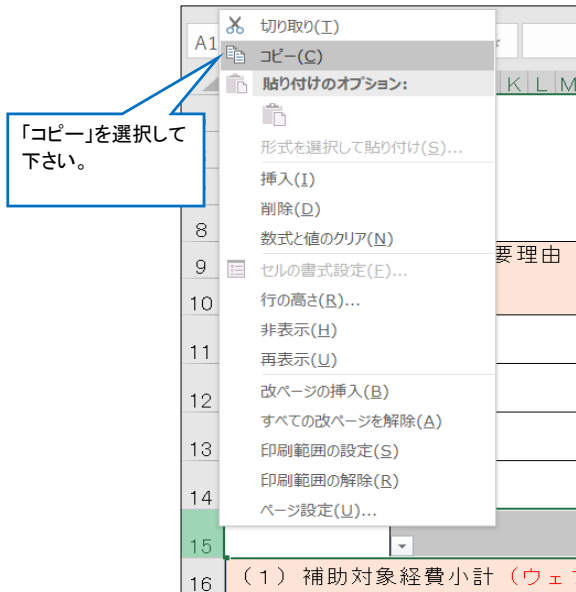 切り取り(T)
A1
コピー(C)
貼り付けのオプション:
K L M
「コピー」を選択して
下さい。
形式を選択して貼り付け(S)...
挿入(I)
削除(D)
8
数式と値のクリア(N)
要理由
9
セルの書式設定(F)...
10
行の高さ(R)...
非表示(H)
11
再表示(U)
改ページの挿入(B)
12
すべての改ページを解除(A)
13
印刷範囲の設定(S)
印刷範囲の解除(R)
14
ページ設定(U)...
15
16
(1)補助対象経費小計(ウェブ